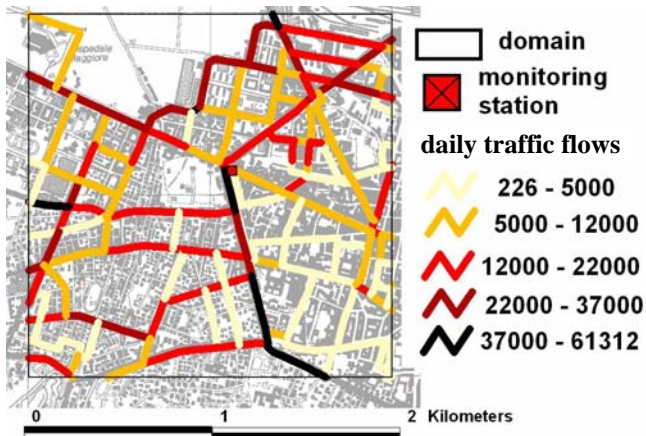 ospedale
Maggiore
domain
monitoring
station
daily traffic flows
226 - 5000
5000 - 12000
12000 - 22000
22000 - 37000
37000 - 61312
0 1 2 Kilometers